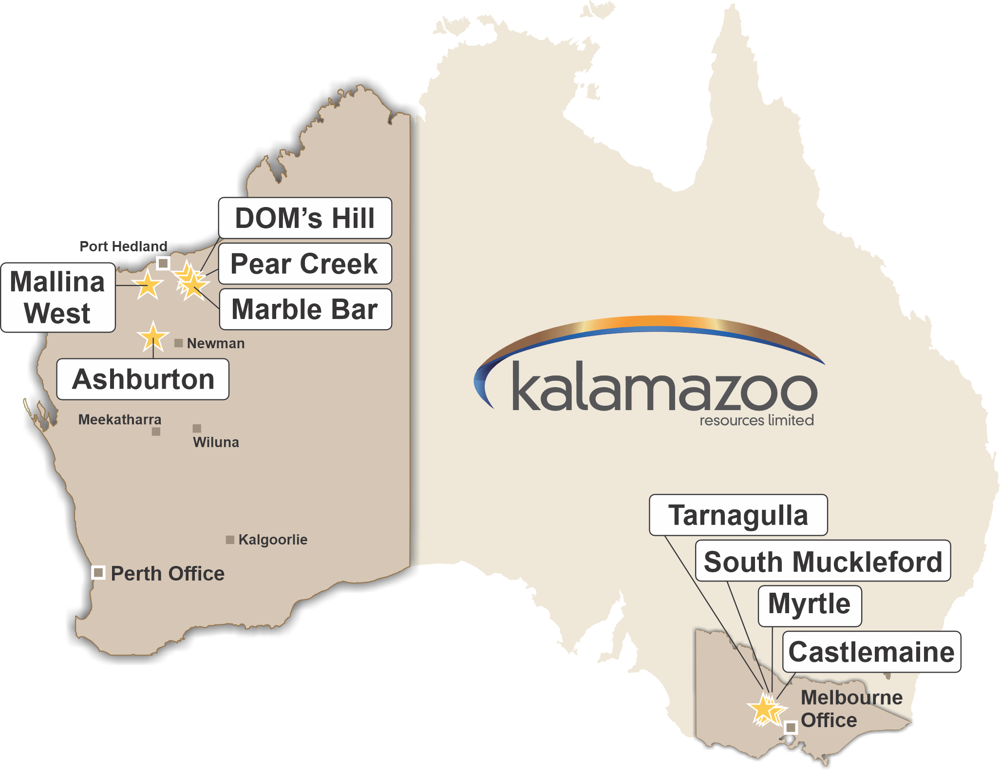 DOM’s Hill
Port Hedland
Pear Creek
Mallina
West
Marble Bar
Newman
Ashburton
Meekatharra
Wiluna
kalamazoo
resources limited
Kalgoorlie
Perth Office
Tarnagulla
South Muckleford
Myrtle
Castlemaine
Melbourne
Office